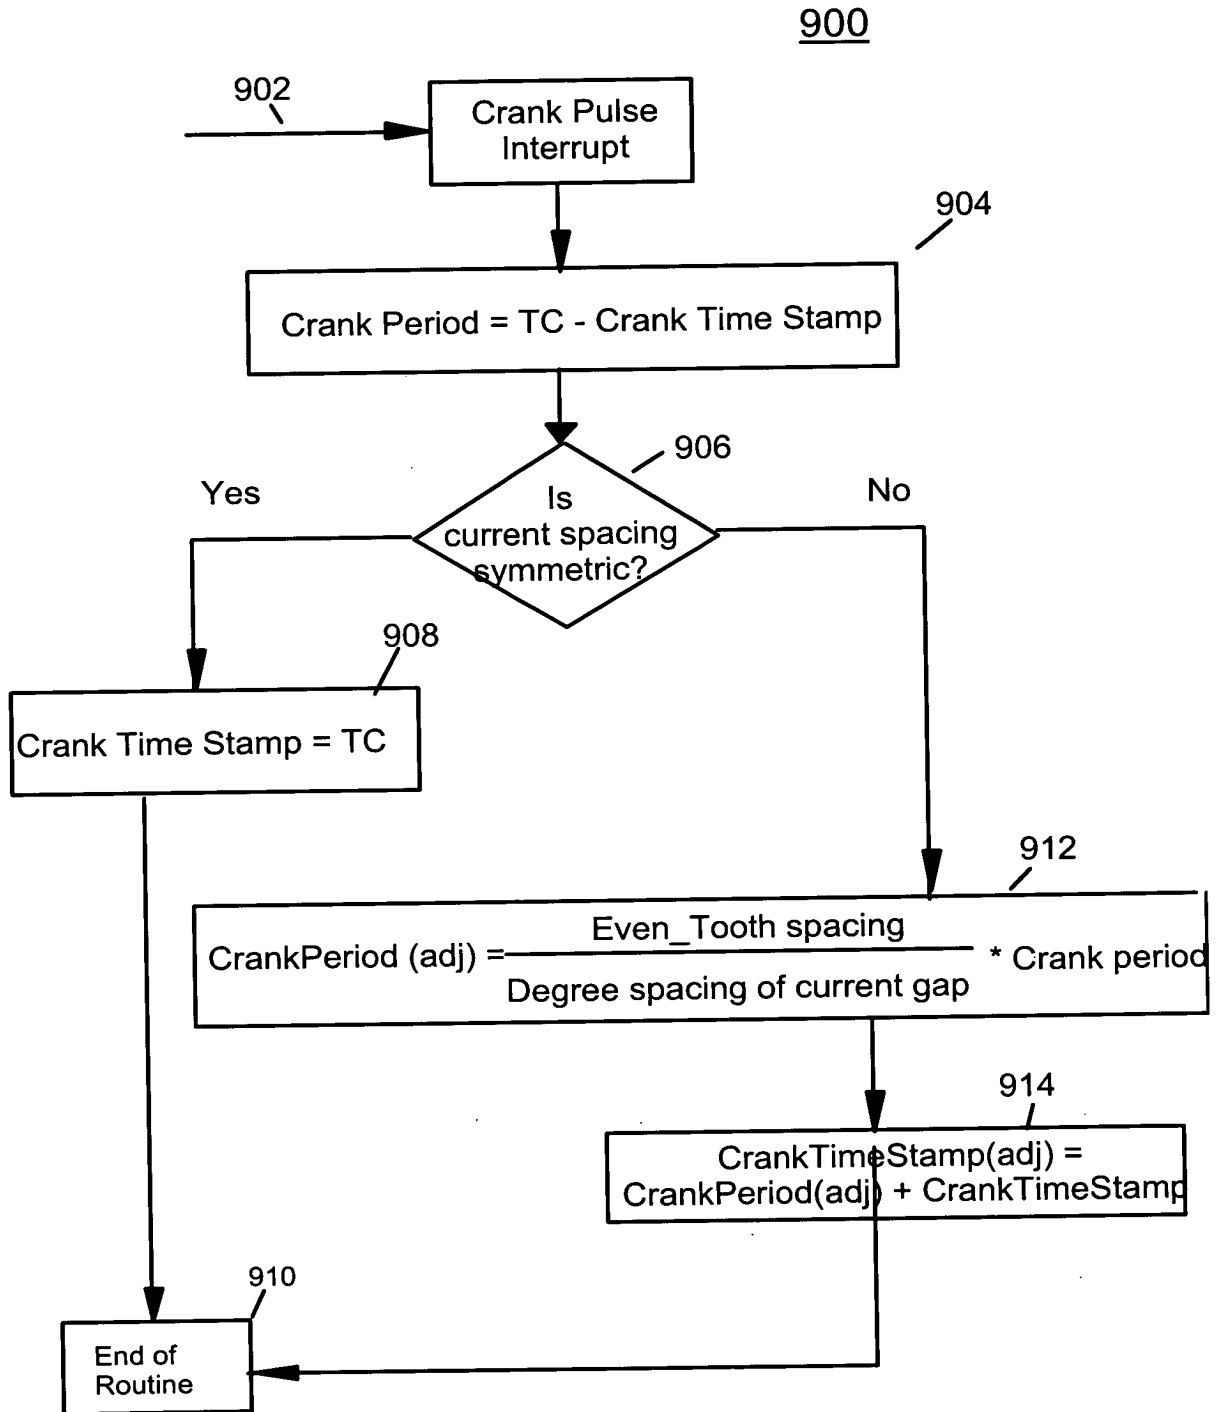 900
902
Crank Pulse
Interrupt
904
Crank Period = TC - Crank Time Stamp
906
Yes
No
Is
current spacing
symmetric?
908
Crank Time Stamp = TC
912
Even_Tooth spacing
CrankPeriod (adj) = * Crank period
Degree spacing of current gap
914
CrankTimeStamp(adj) =
CrankPeriod(adj) + CrankTimeStamp
910
End of
Routine